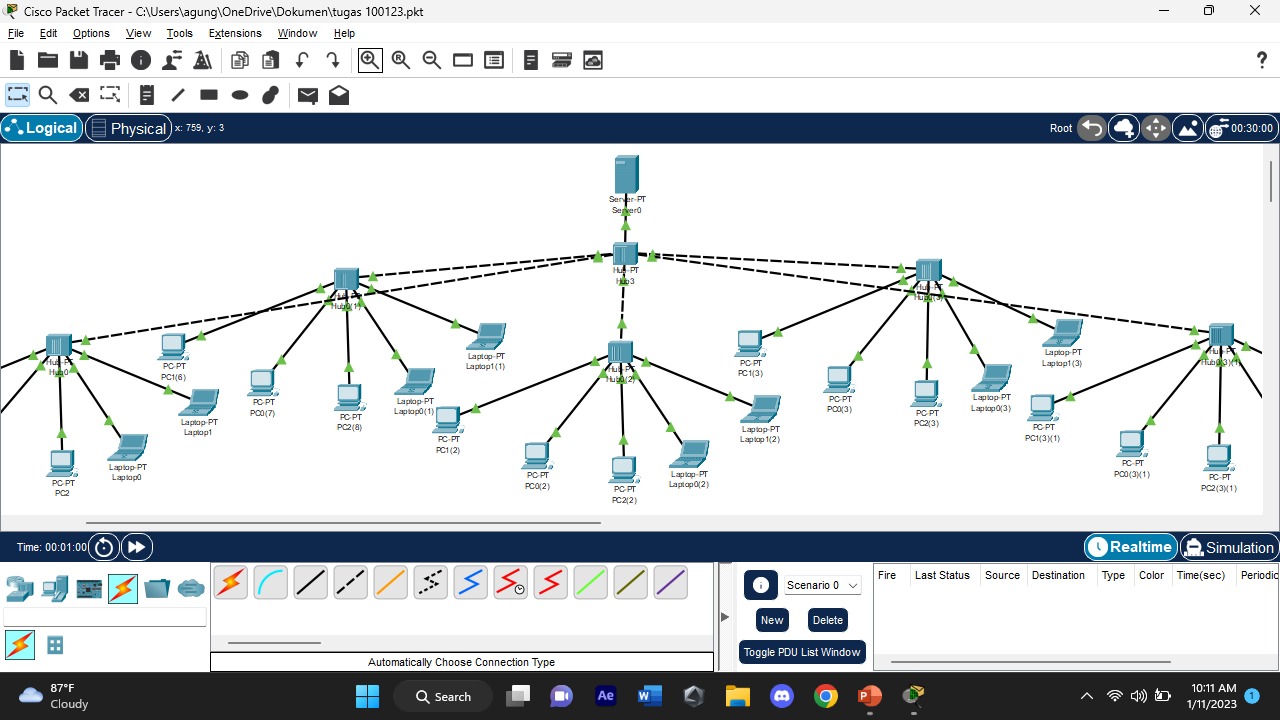 Cisco Packet Tracer - C:\Users\agung\OneDrive\Dokumen\tugas 100123.pkt
File Edit Options View Tools Extensions Window Help
Logical Physical x: 759, y: 3 Root 00:30:00
Server-PT
Server0
Hub-PT
Hub3
Hub-PT
Hub0(1)
Hub-PT
Hub0(3)
Hub-PT
Hub0
PC-PT
PC1(6)
Laptop-PT
Laptop1(1)
Hub-PT
Hub0(2)
PC-PT
PC1(3)
Laptop-PT
Laptop1(3)
Hub-PT
Hub0(3)(1)
PC-PT
PC0(7)
PC-PT
PC2(8)
Laptop-PT
Laptop0(1)
PC-PT
PC0(3)
PC-PT
PC2(3)
Laptop-PT
Laptop0(3)
Laptop-PT
Laptop1
PC-PT
PC1(2)
Laptop-PT
Laptop1(2)
PC-PT
PC1(3)(1)
PC-PT
PC2
Laptop-PT
Laptop0
PC-PT
PC0(2)
PC-PT
PC2(2)
Laptop-PT
Laptop0(2)
PC-PT
PC0(3)(1)
PC-PT
PC2(3)(1)
Time: 00:01:00 Realtime Simulation
Scenario 0
New Delete
Toggle PDU List Window
Fire Last Status Source Destination Type Color Time(sec) Periodic
Automatically Choose Connection Type
87°F
Cloudy
Search
10:11 AM
1/11/2023
1